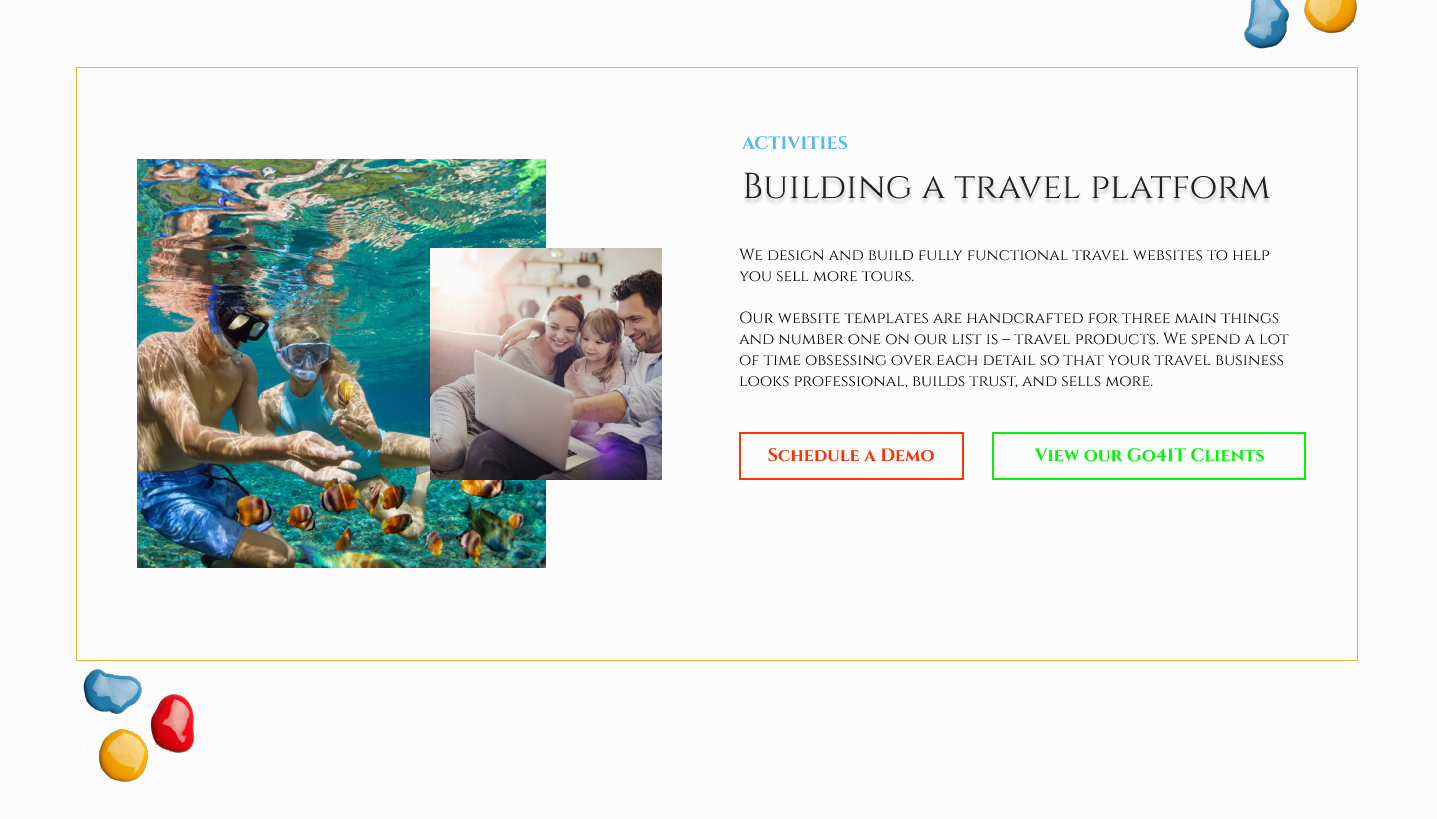 ACTIVITIES
Building a travel platform
We design and build fully functional travel websites to help
you sell more tours.
Our website templates are handcrafted for three main things
and number one on our list is – travel products. We spend a lot
of time obsessing over each detail so that your travel business
looks professional, builds trust, and sells more.
Schedule a Demo
View our Go4IT Clients